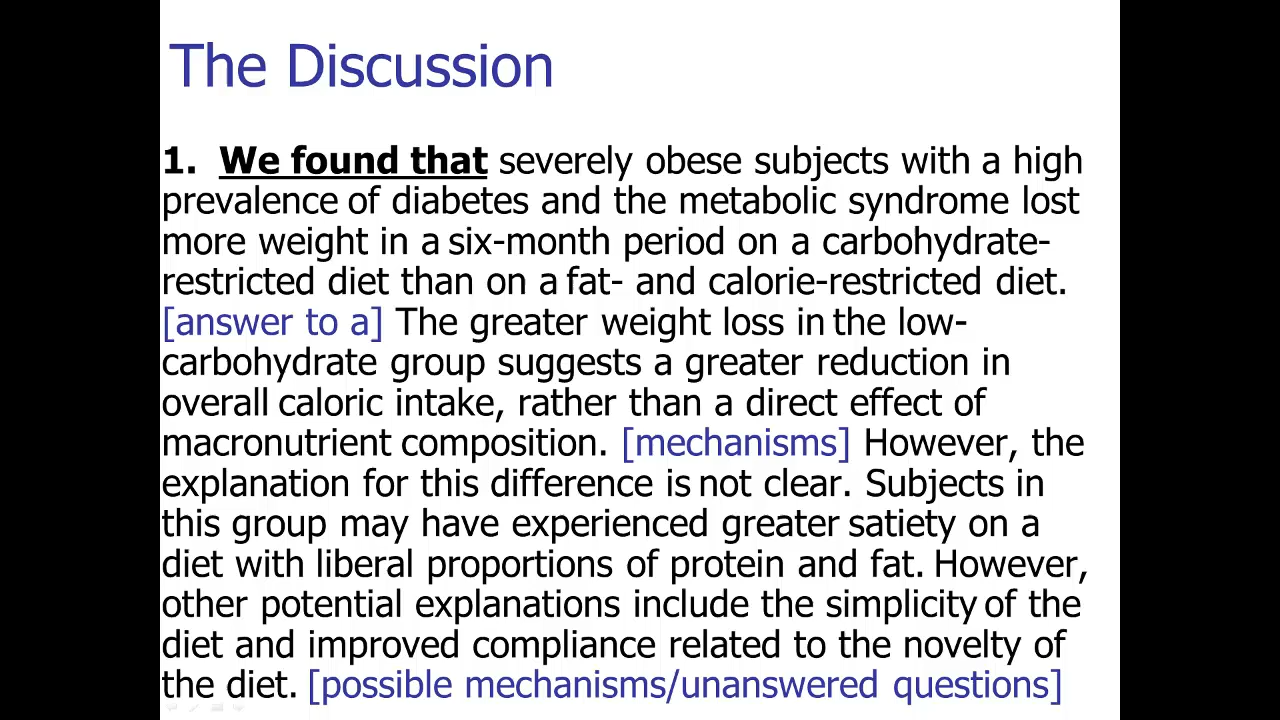 The Discussion
1. We found that severely obese subjects with a high
prevalence of diabetes and the metabolic syndrome lost
more weight in a six-month period on a carbohydrate-
restricted diet than on a fat- and calorie-restricted diet.
[answer to a] The greater weight loss in the low-
carbohydrate group suggests a greater reduction in
overall caloric intake, rather than a direct effect of
macronutrient composition. [mechanisms] However, the
explanation for this difference is not clear. Subjects in
this group may have experienced greater satiety on a
diet with liberal proportions of protein and fat. However,
other potential explanations include the simplicity of the
diet and improved compliance related to the novelty of
the diet. [possible mechanisms/unanswered questions]